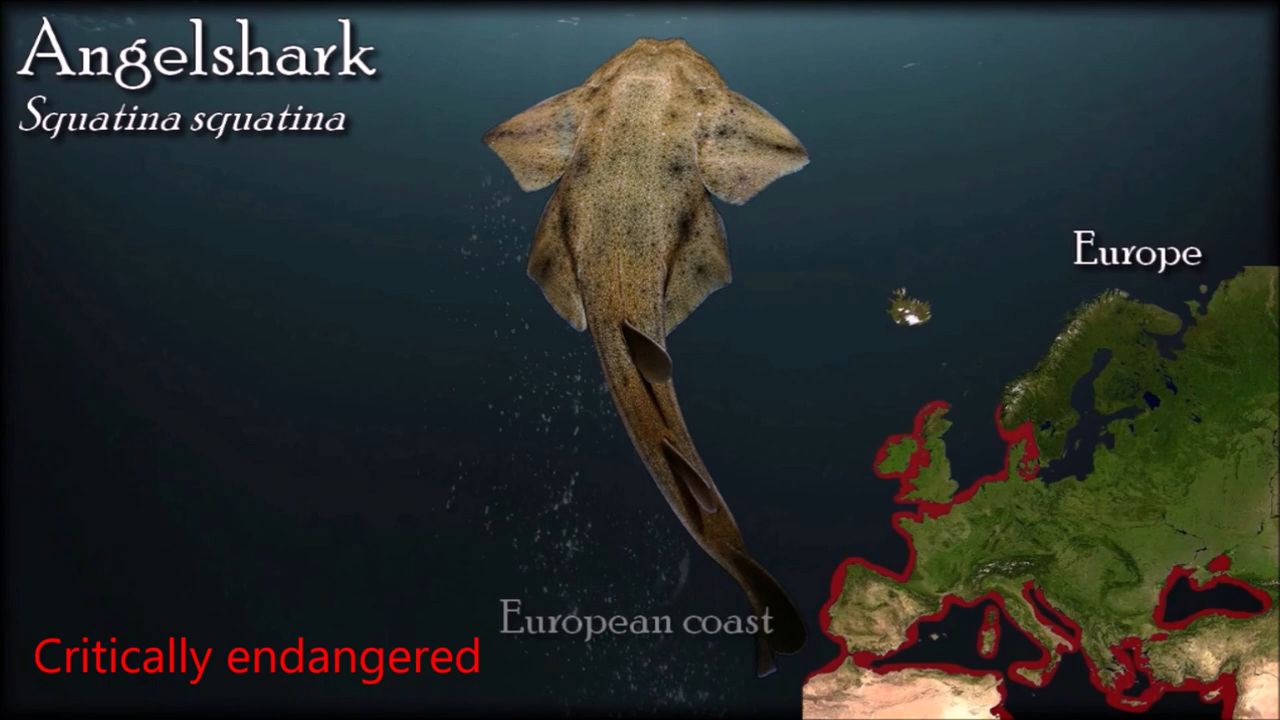 Angelshark
Squatina squatina
Europe
European coast
Critically endangered